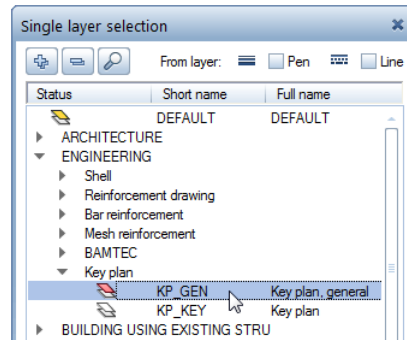 Single layer selection
From layer: Pen Line
Status Short name Full name
DEFAULT DEFAULT
ARCHITECTURE
ENGINEERING
Shell
Reinforcement drawing
Bar reinforcement
Mesh reinforcement
BAMTEC
Key plan
KP_GEN Key plan, general
KP_KEY Key plan
BUILDING USING EXISTING STRU